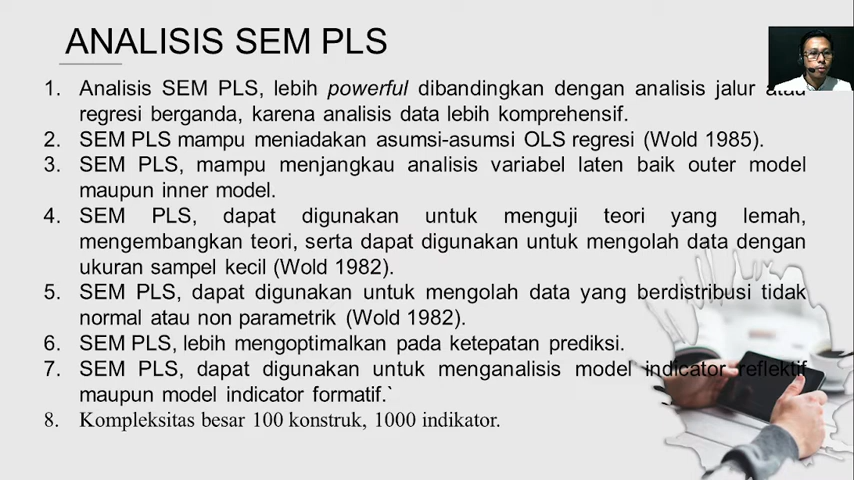 ANALISIS SEM PLS
1. Analisis SEM PLS, lebih powerful dibandingkan dengan analisis jalur atau
regresi berganda, karena analisis data lebih komprehensif.
2. SEM PLS mampu meniadakan asumsi-asumsi OLS regresi (Wold 1985).
3. SEM PLS, mampu menjangkau analisis variabel laten baik outer model
maupun inner model.
4. SEM PLS, dapat digunakan untuk menguji teori yang lemah,
mengembangkan teori, serta dapat digunakan untuk mengolah data dengan
ukuran sampel kecil (Wold 1982).
5. SEM PLS, dapat digunakan untuk mengolah data yang berdistribusi tidak
normal atau non parametrik (Wold 1982).
6. SEM PLS, lebih mengoptimalkan pada ketepatan prediksi.
7. SEM PLS, dapat digunakan untuk menganalisis model indicator reflektif
maupun model indicator formatif.`
8. Kompleksitas besar 100 konstruk, 1000 indikator.